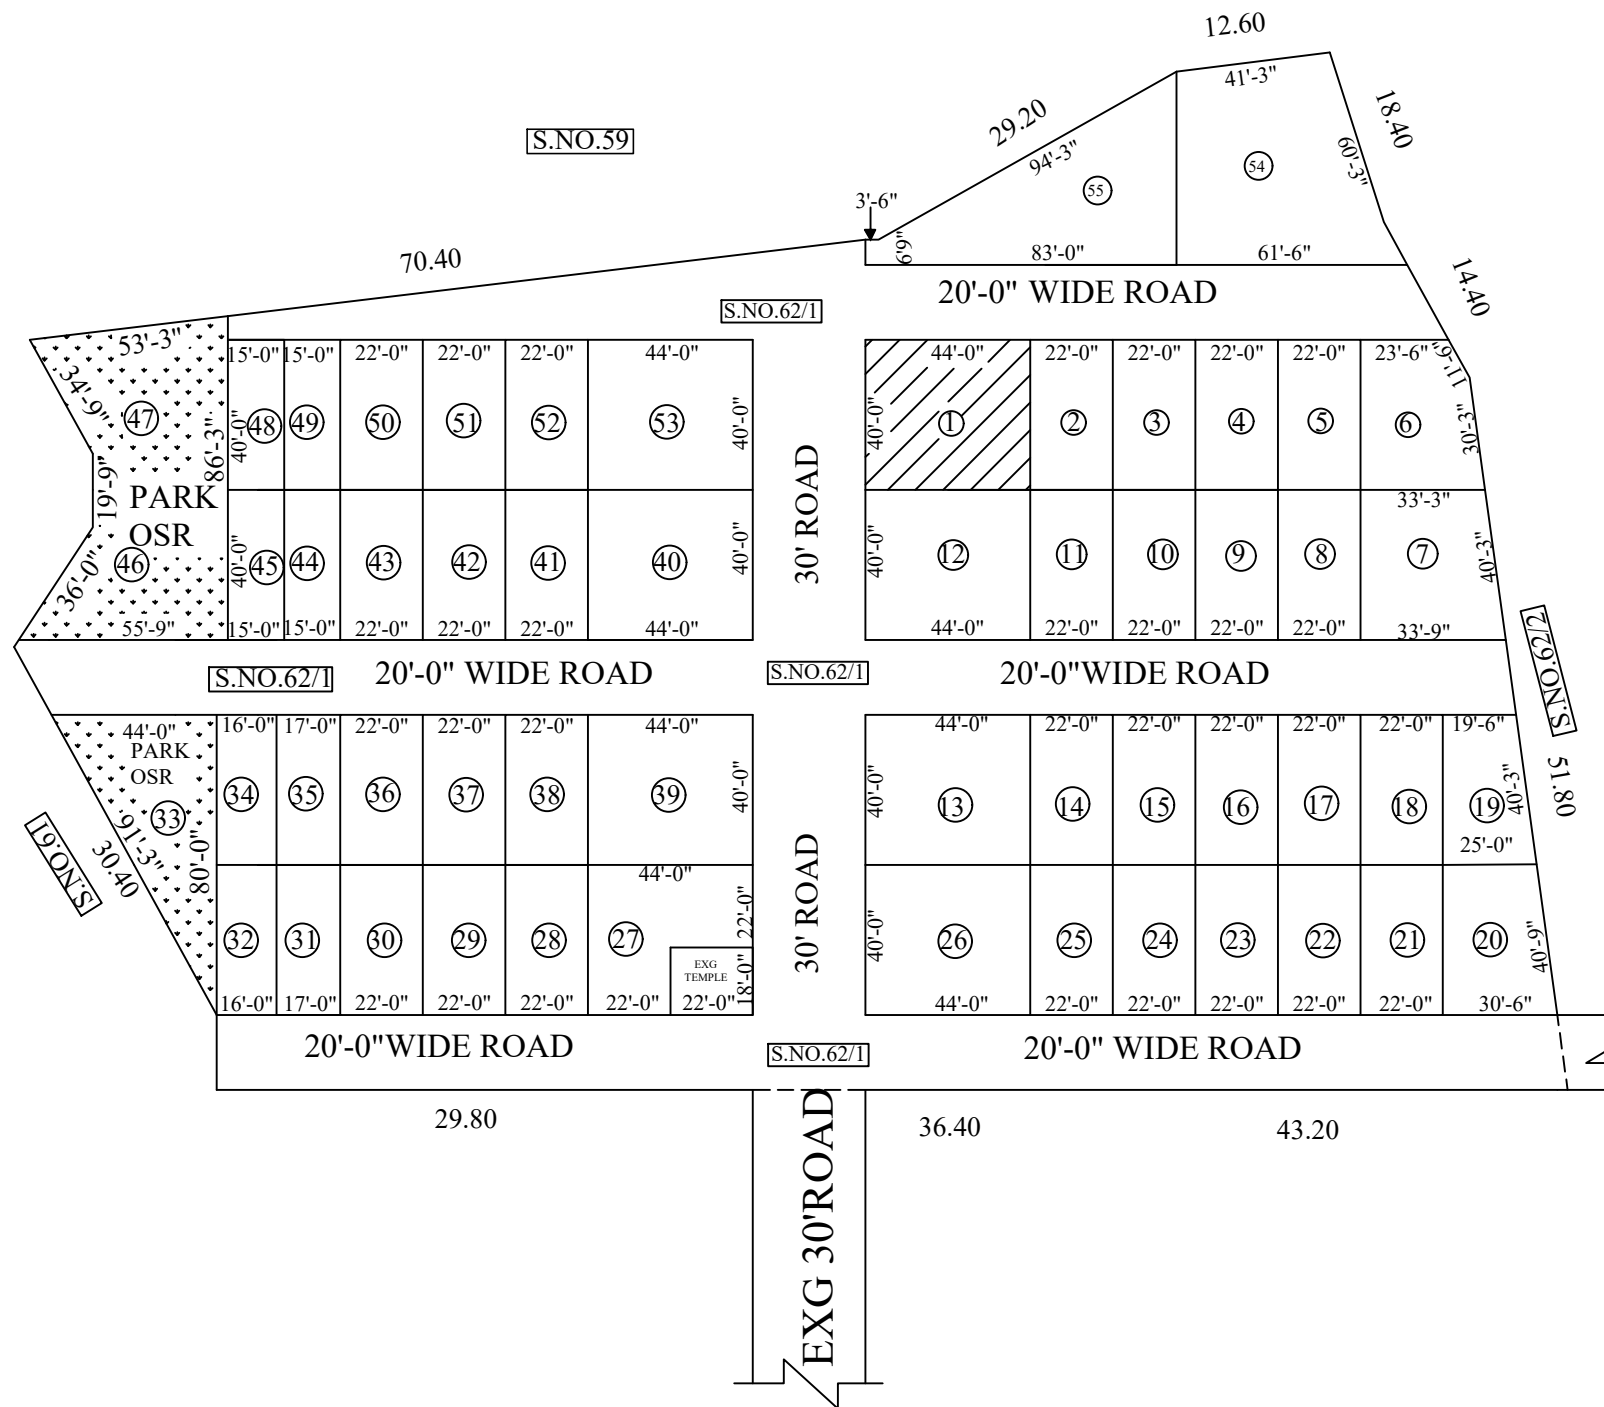 12.60
41'-3"
18.40
29.20
60'-3"
S.NO.59
94'-3"
54
55
3'-6"
6'9"
83'-0"
61'-6"
70.40
14.40
20'-0" WIDE ROAD
S.NO.62/1
53'-3"
15'-0" 15'-0" 22'-0" 22'-0" 22'-0" 44'-0"
44'-0" 22'-0" 22'-0" 22'-0" 22'-0" 23'-6" 11'-6"
34'-9"
47 48 49 50 51 52 53
1 2 3 4 5 6
40'-0" 40'-0" 40'-0" 30'-3"
86'-3"
19'-9"
PARK
OSR
30' ROAD
33'-3"
46 45 44 43 42 41 40
12 11 10 9 8 7
40'-0" 40'-0" 40'-0" 40'-3"
36'-0"
55'-9" 15'-0" 15'-0" 22'-0" 22'-0" 22'-0" 44'-0"
44'-0" 22'-0" 22'-0" 22'-0" 22'-0" 33'-9"
S.NO.62/2
20'-0" WIDE ROAD
S.NO.62/1
S.NO.62/1
20'-0"WIDE ROAD
44'-0" 16'-0" 17'-0" 22'-0" 22'-0" 22'-0" 44'-0"
44'-0" 22'-0" 22'-0" 22'-0" 22'-0" 22'-0" 19'-6"
PARK
OSR
33 34 35 36 37 38 39
13 14 15 16 17 18 19
40'-0" 40'-0" 40'-3"
51.80
S.NO.61
30.40
91'-3"
80'-0"
25'-0"
44'-0"
30' ROAD
32 31 30 29 28 27
26 25 24 23 22 21 20
22'-0"
40'-0" 40'-9"
EXG
TEMPLE
18'-0"
16'-0" 17'-0" 22'-0" 22'-0" 22'-0" 22'-0" 22'-0"
44'-0" 22'-0" 22'-0" 22'-0" 22'-0" 22'-0" 30'-6"
20'-0"WIDE ROAD
S.NO.62/1
20'-0" WIDE ROAD
29.80
36.40
43.20
EXG 30'ROAD